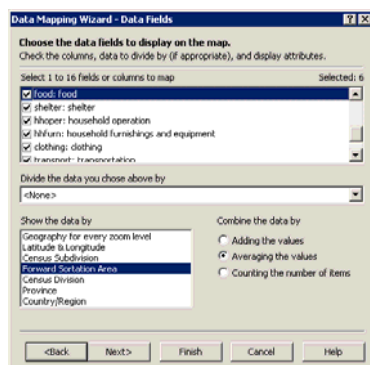 Data Mapping Wizard - Data Fields
Choose the data fields to display on the map.
Check the columns, data to divide by (if appropriate), and display attributes.
Select 1 to 16 fields or columns to map Selected: 6
food: food
shelter: shelter
hhoper: household operation
hhfurn: household furnishings and equipment
clothing: clothing
transport: transportation
Divide the data you chose above by
<None>
Show the data by
Geography for every zoom level
Latitude & Longitude
Census Subdivision
Forward Sortation Area
Census Division
Province
Country/Region
Combine the data by
Adding the values
Averaging the values
Counting the number of items
<Back Next> Finish Cancel Help